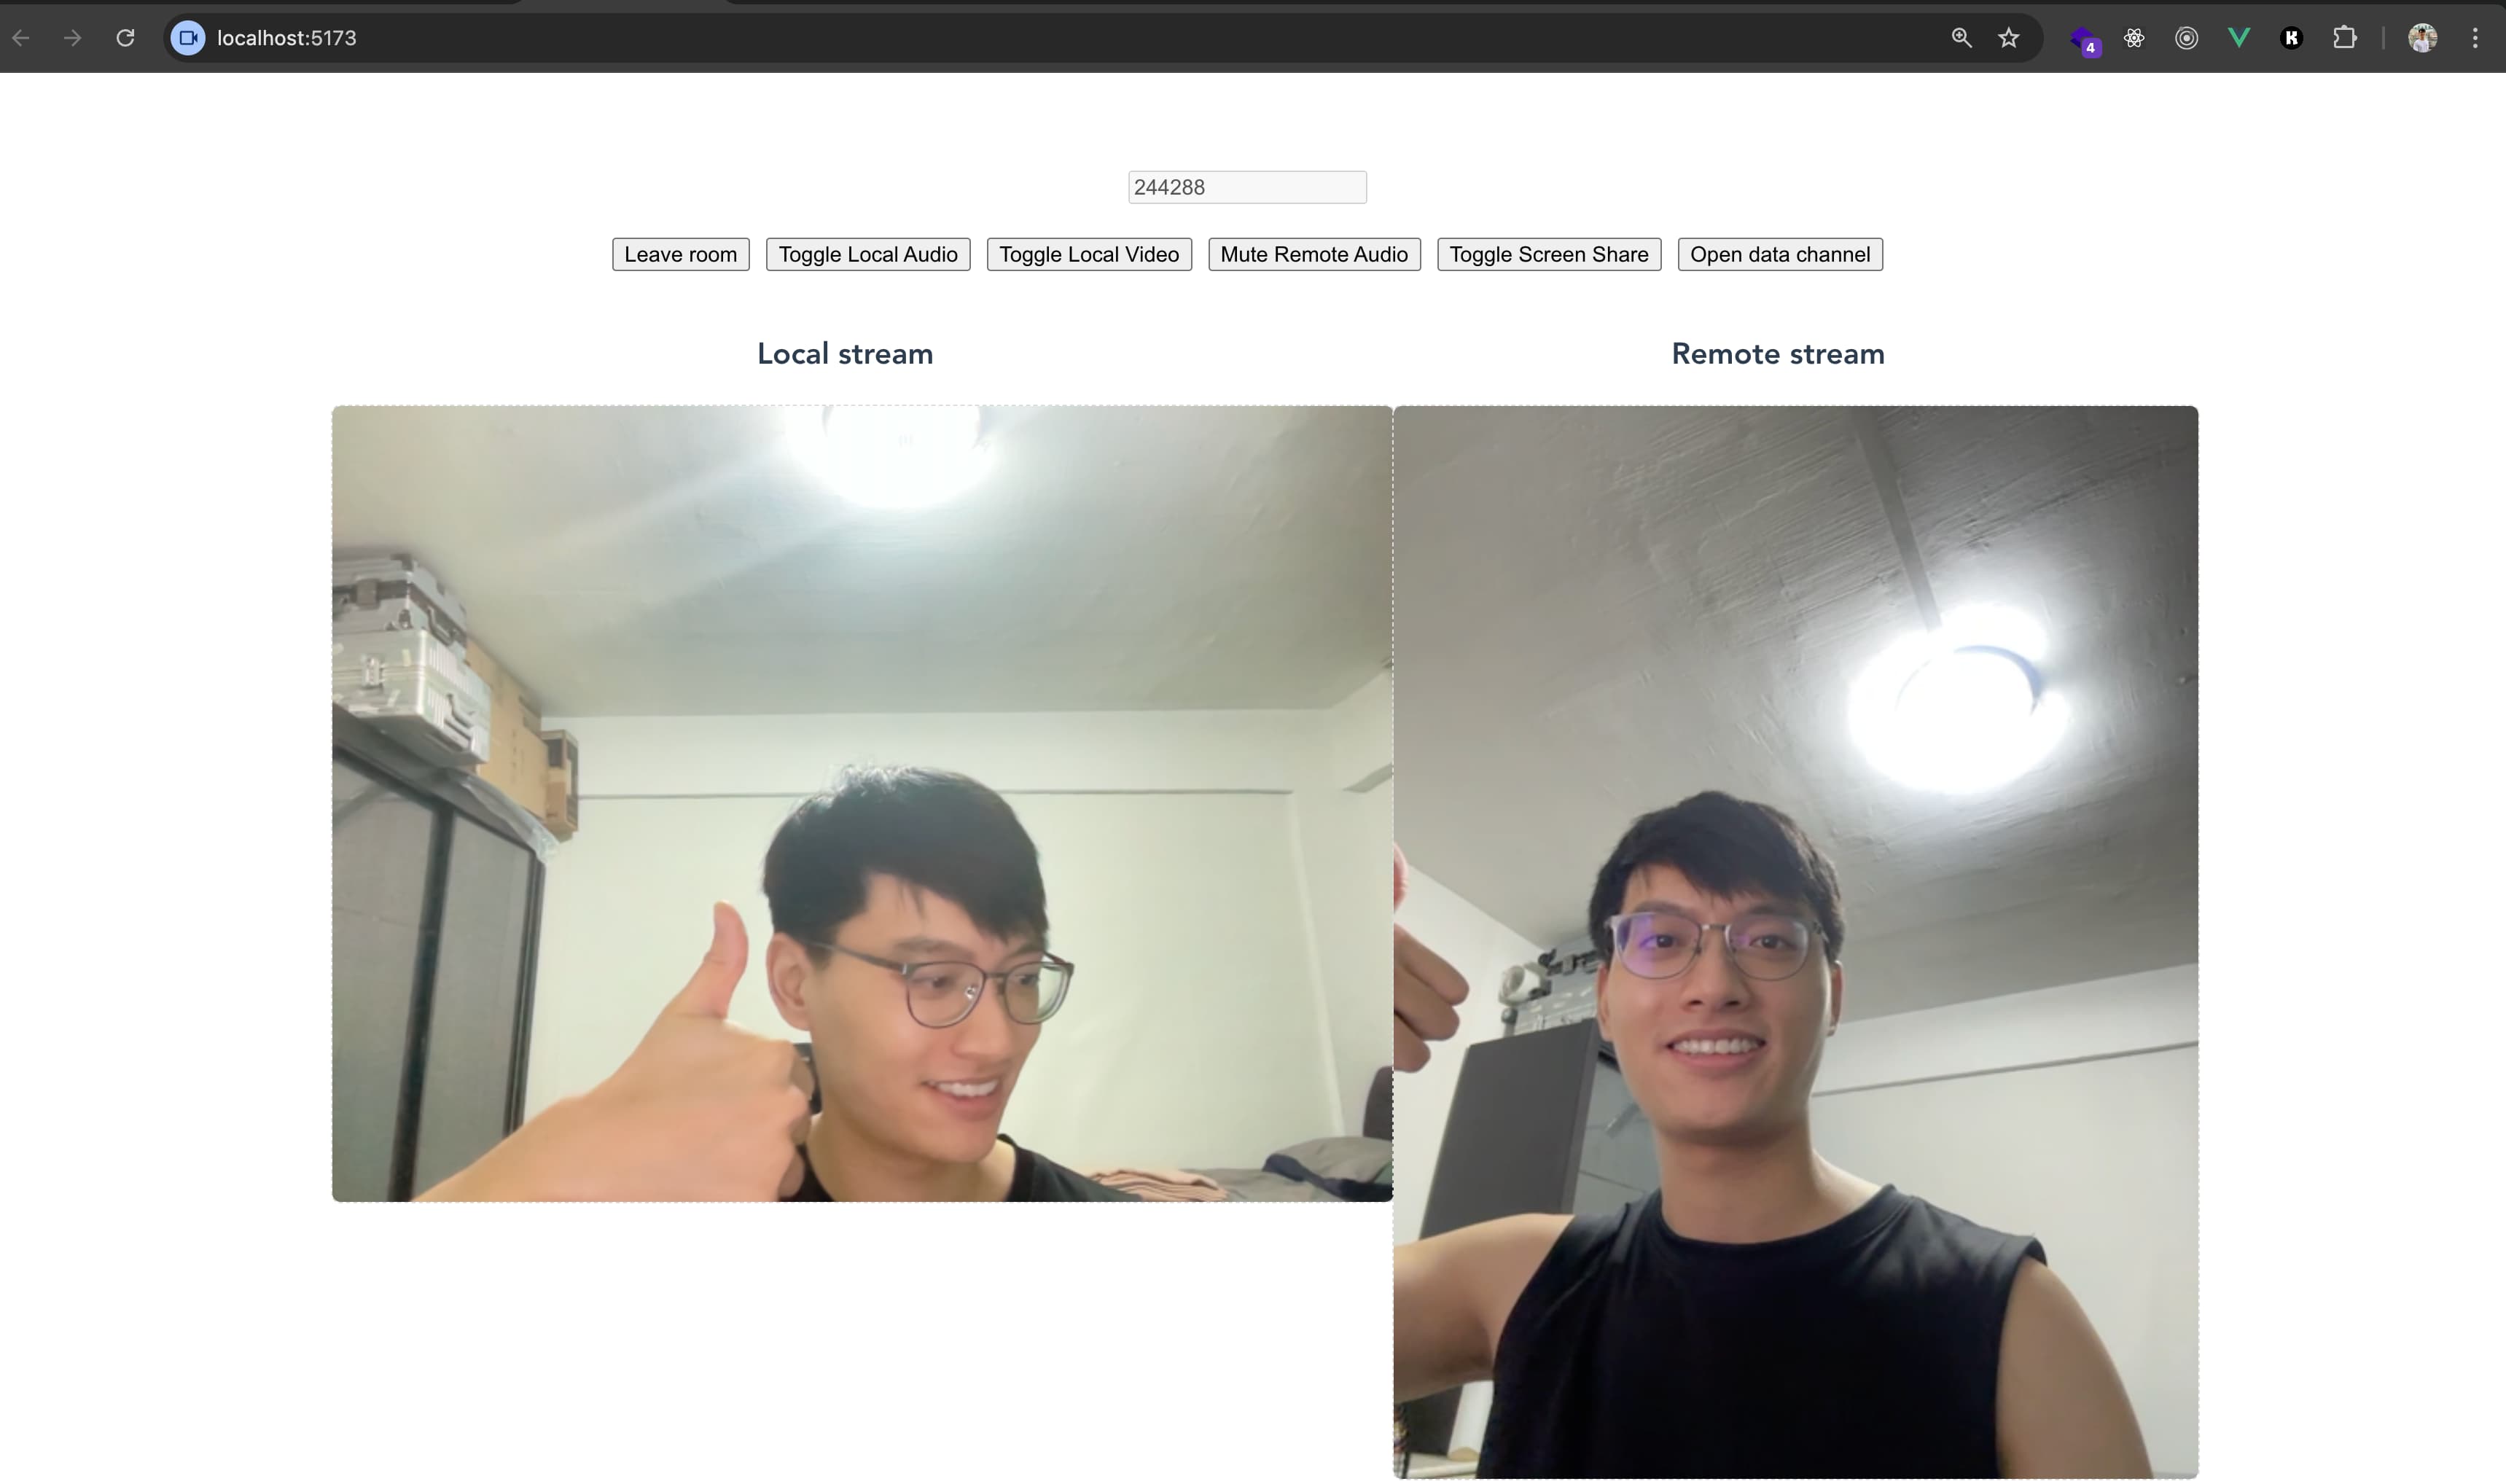 localhost:5173
4
244288
Leave room Toggle Local Audio Toggle Local Video Mute Remote Audio Toggle Screen Share Open data channel
Local stream Remote stream